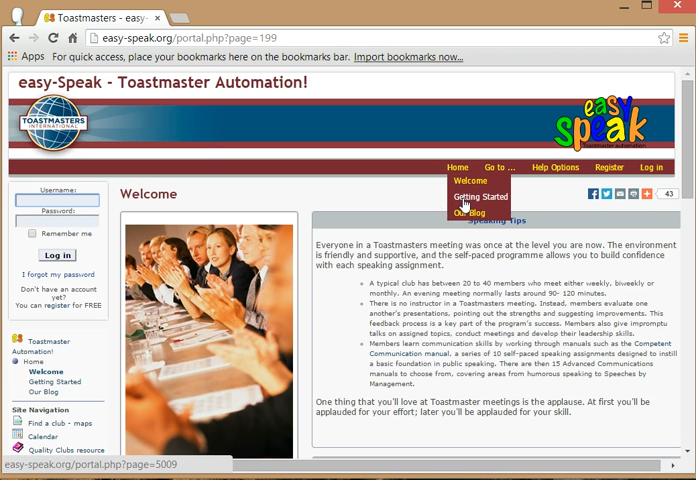 Toastmasters - easy-
easy-speak.org/portal.php?page=199
Apps For quick access, place your bookmarks here on the bookmarks bar. Import bookmarks now...
easy-Speak - Toastmaster Automation!
TOASTMASTERS
INTERNATIONAL
easy
speak
Toastmaster automation
Home Go to ... Help Options Register Log in
Welcome
Getting Started
Our Blog
Username:
Password:
Remember me
Log in
I forgot my password
Don't have an account
yet?
You can register for FREE
Toastmaster
Automation!
Home
Welcome
Getting Started
Our Blog
Site Navigation
Find a club - maps
Calendar
Quality Clubs resource
Welcome
43
Speaking Tips
Everyone in a Toastmasters meeting was once at the level you are now. The environment
is friendly and supportive, and the self-paced programme allows you to build confidence
with each speaking assignment.
A typical club has between 20 to 40 members who meet either weekly, biweekly or
monthly. An evening meeting normally lasts around 90- 120 minutes.
There is no instructor in a Toastmasters meeting. Instead, members evaluate one
another's presentations, pointing out the strengths and suggesting improvements. This
feedback process is a key part of the program's success. Members also give impromptu
talks on assigned topics, conduct meetings and develop their leadership skills.
Members learn communication skills by working through manuals such as the Competent
Communication manual, a series of 10 self-paced speaking assignments designed to instill
a basic foundation in public speaking. There are then 15 Advanced Communications
manuals to choose from, covering areas from humorous speaking to Speeches by
Management.
One thing that you'll love at Toastmaster meetings is the applause. At first you'll be
applauded for your effort; later you'll be applauded for your skill.
easy-speak.org/portal.php?page=5009